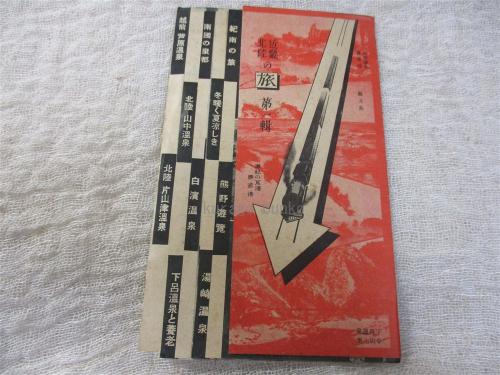 近畿
北陸
の旅 第一輯
紀南の旅
冬暖く夏涼しき
熊野遊覽
湯崎温泉
南國の泉都
白濱温泉
北陸 山中温泉
下呂温泉と養老
越前 芦原温泉
北陸 片山津温泉